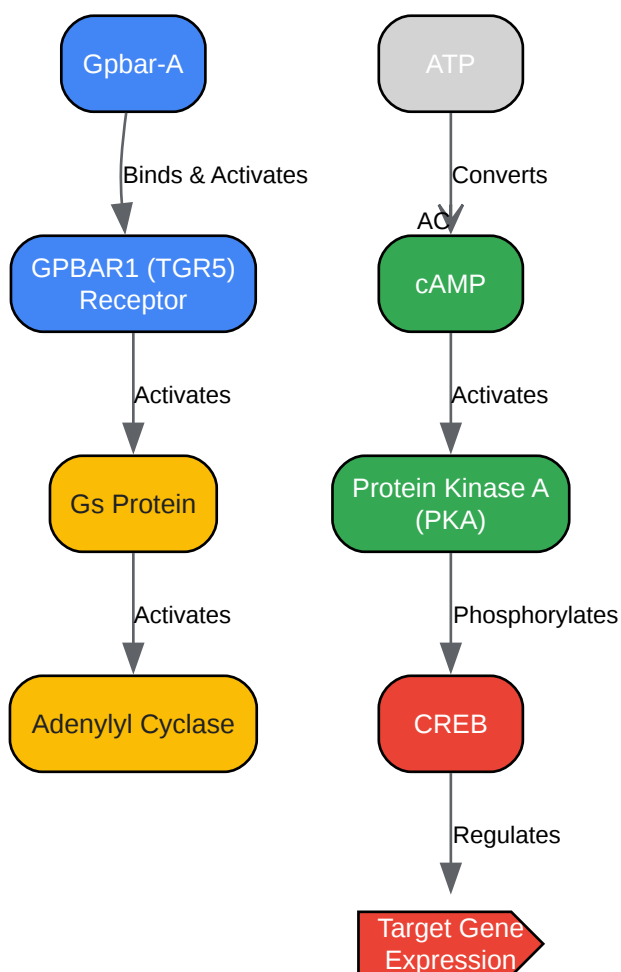 Gpbar-A
Binds & Activates
GPBAR1 (TGR5)
Receptor
Activates
Gs Protein
Activates
Adenylyl Cyclase
ATP
Converts
AC
cAMP
Activates
Protein Kinase A
(PKA)
Phosphorylates
CREB
Regulates
Target Gene
Expression